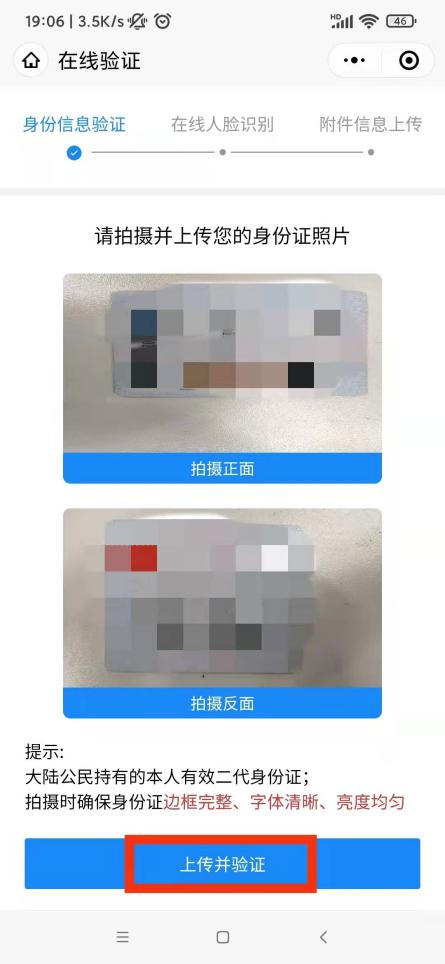 19:06 | 3.5K/s
HD
46
在线验证
身份信息验证
在线人脸识别
附件信息上传
请拍摄并上传您的身份证照片
拍摄正面
拍摄反面
提示:
大陆公民持有的本人有效二代身份证；
拍摄时确保身份证边框完整、字体清晰、亮度均匀
上传并验证